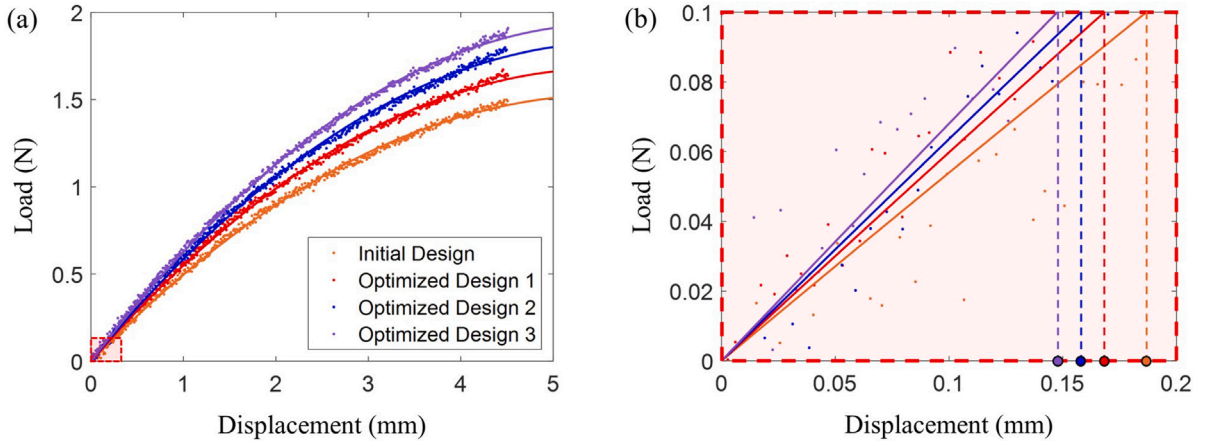 (a)
2
1.5
1
0.5
0
Load (N)
0 1 2 3 4 5
Displacement (mm)
Initial Design
Optimized Design 1
Optimized Design 2
Optimized Design 3
(b)
0.1
0.08
0.06
0.04
0.02
0
Load (N)
0 0.05 0.1 0.15 0.2
Displacement (mm)